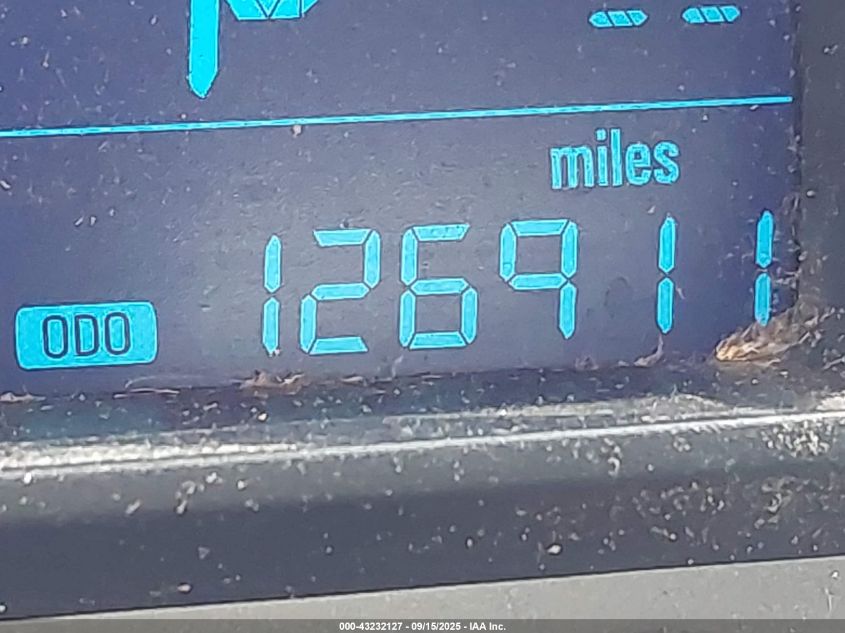 -- --
miles
ODO 126911
000-43232127 - 09/15/2025 - IAA Inc.